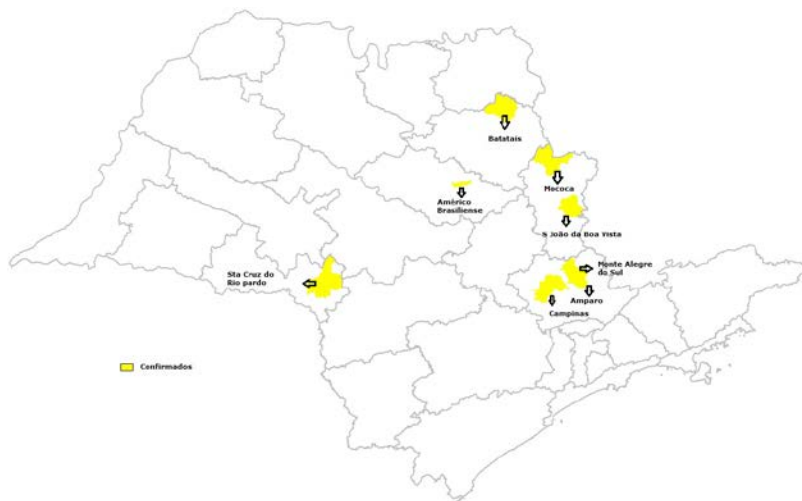 Batatais
Mococa
Américo
Brasiliense
S João da Boa Vista
Sta Cruz do
Rio pardo
Monte Alegre
do Sul
Amparo
Campinas
Confirmados